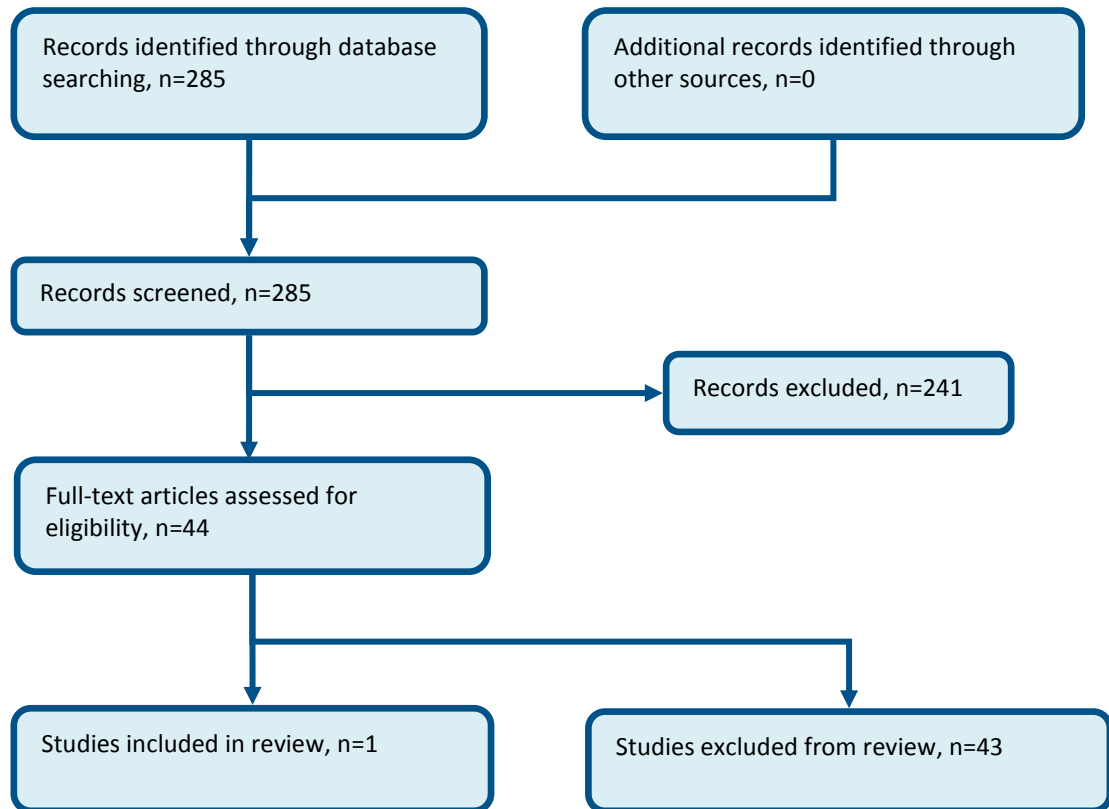 Records identified through database
searching, n=285
Additional records identified through
other sources, n=0
Records screened, n=285
Records excluded, n=241
Full-text articles assessed for
eligibility, n=44
Studies included in review, n=1
Studies excluded from review, n=43